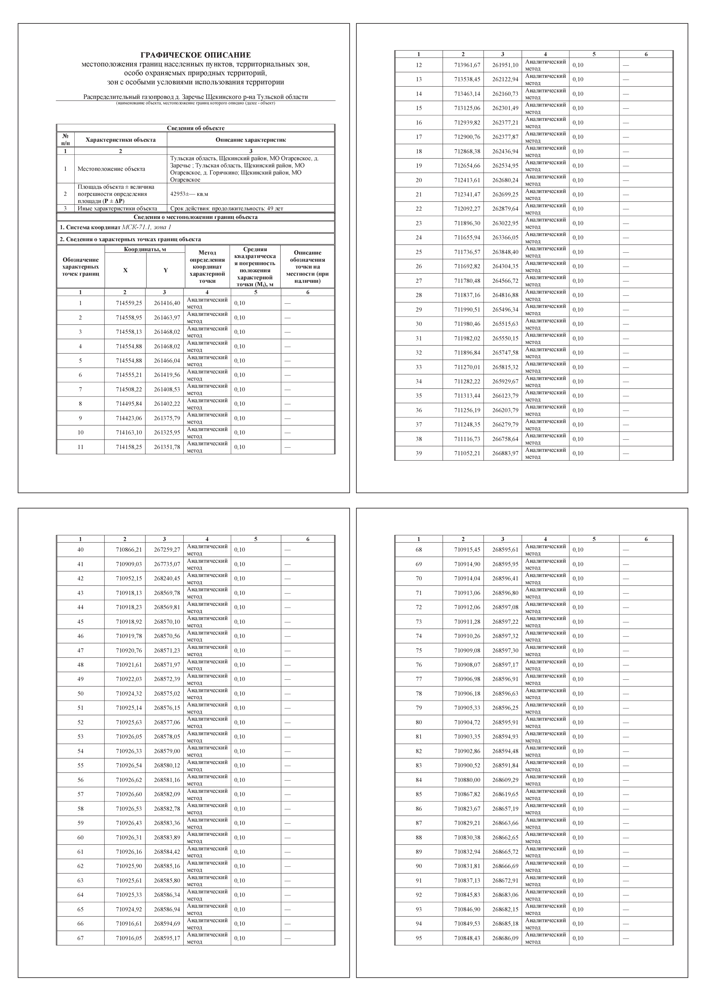 ГРАФИЧЕСКОЕ ОПИСАНИЕ
местоположения границ населенных пунктов, территориальных зон,
особо охраняемых природных территорий,
зон с особыми условиями использования территории
Распределительный газопровод д. Заречье Щекинского р-на Тульской области
(наименование объекта, местоположение границ которого описано (далее - объект)
Сведения об объекте
№ п/п Характеристики объекта Описание характеристик
1 2 3
1 Местоположение объекта Тульская область, Щекинский район, МО Огаревское, д.
Заречье ; Тульская область, Щекинский район, МО
Огаревское, д. Горячкино; Щекинский район, МО
Огаревское
2 Площадь объекта ± величина
погрешности определения
площади (P ± ΔP) 42953±— кв.м
3 Иные характеристики объекта Срок действия: продолжительность: 49 лет
Сведения о местоположении границ объекта
1. Система координат МСК-71.1, зона 1
2. Сведения о характерных точках границ объекта
Обозначение
характерных
точек границ
Координаты, м
X Y
Метод
определения
координат
характерной
точки
Средняя
квадратическа
я погрешность
положения
характерной
точки (Mt), м
Описание
обозначения
точки на
местности (при
наличии)
1 2 3 4 5 6
1 714559,25 261416,40 Аналитический метод 0,10 —
2 714558,95 261463,97 Аналитический метод 0,10 —
3 714558,13 261468,02 Аналитический метод 0,10 —
4 714554,88 261468,02 Аналитический метод 0,10 —
5 714554,88 261466,04 Аналитический метод 0,10 —
6 714555,21 261419,56 Аналитический метод 0,10 —
7 714508,22 261408,53 Аналитический метод 0,10 —
8 714495,84 261402,22 Аналитический метод 0,10 —
9 714423,06 261375,79 Аналитический метод 0,10 —
10 714163,10 261325,95 Аналитический метод 0,10 —
11 714158,25 261351,78 Аналитический метод 0,10 —
1 2 3 4 5 6
12 713961,67 261951,10 Аналитический метод 0,10 —
13 713538,45 262122,94 Аналитический метод 0,10 —
14 713463,14 262160,73 Аналитический метод 0,10 —
15 713125,06 262301,49 Аналитический метод 0,10 —
16 712939,82 262377,21 Аналитический метод 0,10 —
17 712900,76 262377,87 Аналитический метод 0,10 —
18 712868,38 262436,94 Аналитический метод 0,10 —
19 712654,66 262534,95 Аналитический метод 0,10 —
20 712413,61 262680,24 Аналитический метод 0,10 —
21 712341,47 262699,25 Аналитический метод 0,10 —
22 712092,27 262879,64 Аналитический метод 0,10 —
23 711896,30 263022,95 Аналитический метод 0,10 —
24 711655,94 263366,05 Аналитический метод 0,10 —
25 711736,57 263848,40 Аналитический метод 0,10 —
26 711692,82 264304,35 Аналитический метод 0,10 —
27 711780,48 264566,72 Аналитический метод 0,10 —
28 711837,16 264816,88 Аналитический метод 0,10 —
29 711990,51 265496,34 Аналитический метод 0,10 —
30 711980,46 265515,63 Аналитический метод 0,10 —
31 711982,02 265550,15 Аналитический метод 0,10 —
32 711896,84 265747,58 Аналитический метод 0,10 —
33 711270,01 265815,32 Аналитический метод 0,10 —
34 711282,22 265929,67 Аналитический метод 0,10 —
35 711313,44 266123,79 Аналитический метод 0,10 —
36 711256,19 266203,79 Аналитический метод 0,10 —
37 711248,35 266279,79 Аналитический метод 0,10 —
38 711116,73 266758,64 Аналитический метод 0,10 —
39 711052,21 266883,97 Аналитический метод 0,10 —
1 2 3 4 5 6
40 710866,21 267259,27 Аналитический метод 0,10 —
41 710909,03 267735,07 Аналитический метод 0,10 —
42 710952,15 268240,45 Аналитический метод 0,10 —
43 710918,13 268569,78 Аналитический метод 0,10 —
44 710918,23 268569,81 Аналитический метод 0,10 —
45 710918,92 268570,10 Аналитический метод 0,10 —
46 710919,78 268570,56 Аналитический метод 0,10 —
47 710920,76 268571,23 Аналитический метод 0,10 —
48 710921,61 268571,97 Аналитический метод 0,10 —
49 710922,03 268572,39 Аналитический метод 0,10 —
50 710924,32 268575,02 Аналитический метод 0,10 —
51 710925,14 268576,15 Аналитический метод 0,10 —
52 710925,63 268577,06 Аналитический метод 0,10 —
53 710926,05 268578,05 Аналитический метод 0,10 —
54 710926,33 268579,00 Аналитический метод 0,10 —
55 710926,54 268580,12 Аналитический метод 0,10 —
56 710926,62 268581,16 Аналитический метод 0,10 —
57 710926,60 268582,09 Аналитический метод 0,10 —
58 710926,53 268582,78 Аналитический метод 0,10 —
59 710926,43 268583,36 Аналитический метод 0,10 —
60 710926,31 268583,89 Аналитический метод 0,10 —
61 710926,16 268584,42 Аналитический метод 0,10 —
62 710925,90 268585,16 Аналитический метод 0,10 —
63 710925,61 268585,80 Аналитический метод 0,10 —
64 710925,33 268586,34 Аналитический метод 0,10 —
65 710924,92 268586,94 Аналитический метод 0,10 —
66 710916,61 268594,69 Аналитический метод 0,10 —
67 710916,05 268595,17 Аналитический метод 0,10 —
1 2 3 4 5 6
68 710915,45 268595,61 Аналитический метод 0,10 —
69 710914,90 268595,95 Аналитический метод 0,10 —
70 710914,04 268596,41 Аналитический метод 0,10 —
71 710913,06 268596,80 Аналитический метод 0,10 —
72 710912,06 268597,08 Аналитический метод 0,10 —
73 710911,28 268597,22 Аналитический метод 0,10 —
74 710910,26 268597,32 Аналитический метод 0,10 —
75 710909,08 268597,30 Аналитический метод 0,10 —
76 710908,07 268597,17 Аналитический метод 0,10 —
77 710906,98 268596,91 Аналитический метод 0,10 —
78 710906,18 268596,63 Аналитический метод 0,10 —
79 710905,33 268596,25 Аналитический метод 0,10 —
80 710904,72 268595,91 Аналитический метод 0,10 —
81 710903,35 268594,93 Аналитический метод 0,10 —
82 710902,86 268594,48 Аналитический метод 0,10 —
83 710900,52 268591,84 Аналитический метод 0,10 —
84 710880,00 268609,29 Аналитический метод 0,10 —
85 710867,82 268619,65 Аналитический метод 0,10 —
86 710823,67 268657,19 Аналитический метод 0,10 —
87 710829,21 268663,66 Аналитический метод 0,10 —
88 710830,38 268662,65 Аналитический метод 0,10 —
89 710832,94 268665,72 Аналитический метод 0,10 —
90 710831,81 268666,69 Аналитический метод 0,10 —
91 710837,13 268672,91 Аналитический метод 0,10 —
92 710845,83 268683,06 Аналитический метод 0,10 —
93 710846,90 268682,15 Аналитический метод 0,10 —
94 710849,53 268685,18 Аналитический метод 0,10 —
95 710848,43 268686,09 Аналитический метод 0,10 —